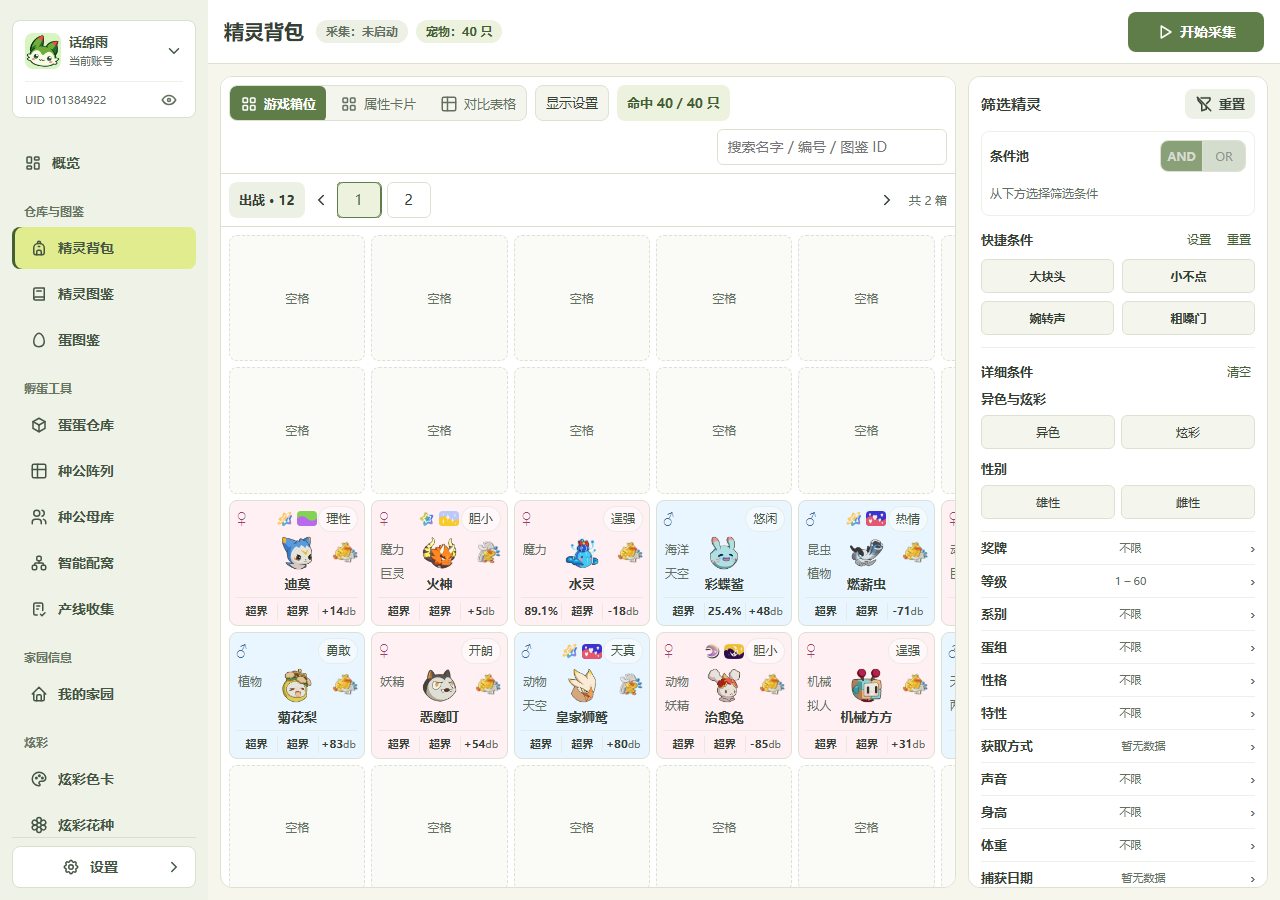 话绵雨
当前账号
UID 101384922
概览
仓库与图鉴
精灵背包
精灵图鉴
蛋图鉴
孵蛋工具
蛋蛋仓库
种公阵列
种公母库
智能配窝
产线收集
家园信息
我的家园
炫彩
炫彩色卡
炫彩花种
设置
精灵背包 采集：未启动 宠物：40 只
开始采集
游戏箱位 属性卡片 对比表格 显示设置 命中 40 / 40 只
搜索名字 / 编号 / 图鉴 ID
出战 • 12 1 2 共 2 箱
空格 空格 空格 空格 空格
空格 空格 空格 空格 空格
理性
迪莫
超界 超界 +14db
胆小
魔力
巨灵
火神
超界 超界 +5db
逞强
魔力
水灵
89.1% 超界 -18db
悠闲
海洋
天空
彩蝶鲨
超界 25.4% +48db
热情
昆虫
植物
燃薪虫
超界 超界 -71db
勇敢
植物
菊花梨
超界 超界 +83db
开朗
妖精
恶魔叮
超界 超界 +54db
天真
动物
天空
皇家狮鹫
超界 超界 +80db
胆小
动物
妖精
治愈兔
超界 超界 -85db
逞强
机械
拟人
机械方方
超界 超界 +31db
空格 空格 空格 空格 空格
筛选精灵 重置
条件池 AND OR
从下方选择筛选条件
快捷条件 设置 重置
大块头 小不点
婉转声 粗嗓门
详细条件 清空
异色与炫彩
异色 炫彩
性别
雄性 雌性
奖牌 不限
等级 1 – 60
系别 不限
蛋组 不限
性格 不限
特性 不限
获取方式 暂无数据
声音 不限
身高 不限
体重 不限
捕获日期 暂无数据